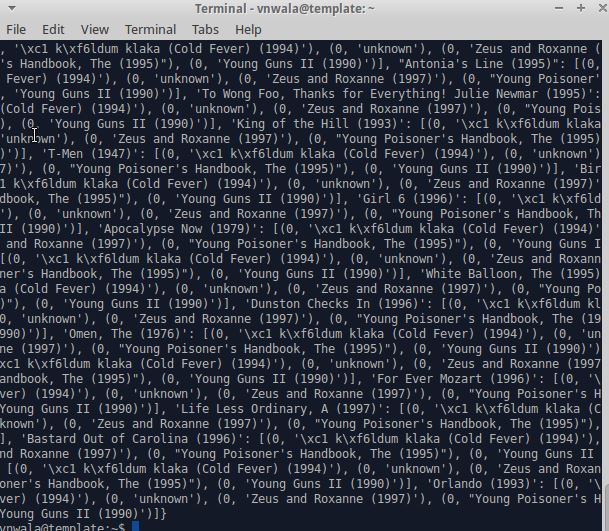 Terminal - vnwala@template: ~
File Edit View Terminal Tabs Help
, '\xc1 k\xf6ldum klaka (Cold Fever) (1994)'), (0, 'unknown'), (0, 'Zeus and Roxanne (
's Handbook, The (1995)"), (0, 'Young Guns II (1990)')], "Antonia's Line (1995)": [(0,
Fever) (1994)'), (0, 'unknown'), (0, 'Zeus and Roxanne (1997)'), (0, "Young Poisoner'
, 'Young Guns II (1990)')], 'To Wong Foo, Thanks for Everything! Julie Newmar (1995)':
(Cold Fever) (1994)'), (0, 'unknown'), (0, 'Zeus and Roxanne (1997)'), (0, "Young Pois
), (0, 'Young Guns II (1990)')], 'King of the Hill (1993)': [(0, '\xc1 k\xf6ldum klaka
'unknown'), (0, 'Zeus and Roxanne (1997)'), (0, "Young Poisoner's Handbook, The (1995)
)')], 'T-Men (1947)': [(0, '\xc1 k\xf6ldum klaka (Cold Fever) (1994)'), (0, 'unknown')
7)'), (0, "Young Poisoner's Handbook, The (1995)"), (0, 'Young Guns II (1990)')], 'Bir
1 k\xf6ldum klaka (Cold Fever) (1994)'), (0, 'unknown'), (0, 'Zeus and Roxanne (1997)'
dbook, The (1995)"), (0, 'Young Guns II (1990)')], 'Girl 6 (1996)': [(0, '\xc1 k\xf6ld
'), (0, 'unknown'), (0, 'Zeus and Roxanne (1997)'), (0, "Young Poisoner's Handbook, Th
II (1990)')], 'Apocalypse Now (1979)': [(0, '\xc1 k\xf6ldum klaka (Cold Fever) (1994)'
and Roxanne (1997)'), (0, "Young Poisoner's Handbook, The (1995)"), (0, 'Young Guns I
[(0, '\xc1 k\xf6ldum klaka (Cold Fever) (1994)'), (0, 'unknown'), (0, 'Zeus and Roxann
ner's Handbook, The (1995)"), (0, 'Young Guns II (1990)')], 'White Balloon, The (1995)
a (Cold Fever) (1994)'), (0, 'unknown'), (0, 'Zeus and Roxanne (1997)'), (0, "Young Po
)"), (0, 'Young Guns II (1990)')], 'Dunston Checks In (1996)': [(0, '\xc1 k\xf6ldum kl
0, 'unknown'), (0, 'Zeus and Roxanne (1997)'), (0, "Young Poisoner's Handbook, The (19
990)')], 'Omen, The (1976)': [(0, '\xc1 k\xf6ldum klaka (Cold Fever) (1994)'), (0, 'un
ne (1997)'), (0, "Young Poisoner's Handbook, The (1995)"), (0, 'Young Guns II (1990)')
xc1 k\xf6ldum klaka (Cold Fever) (1994)'), (0, 'unknown'), (0, 'Zeus and Roxanne (1997
andbook, The (1995)"), (0, 'Young Guns II (1990)')], 'For Ever Mozart (1996)': [(0, '\
ver) (1994)'), (0, 'unknown'), (0, 'Zeus and Roxanne (1997)'), (0, "Young Poisoner's H
Young Guns II (1990)')], 'Life Less Ordinary, A (1997)': [(0, '\xc1 k\xf6ldum klaka (C
known'), (0, 'Zeus and Roxanne (1997)'), (0, "Young Poisoner's Handbook, The (1995)"),
], 'Bastard Out of Carolina (1996)': [(0, '\xc1 k\xf6ldum klaka (Cold Fever) (1994)'),
nd Roxanne (1997)'), (0, "Young Poisoner's Handbook, The (1995)"), (0, 'Young Guns II
[(0, '\xc1 k\xf6ldum klaka (Cold Fever) (1994)'), (0, 'unknown'), (0, 'Zeus and Roxan
oner's Handbook, The (1995)"), (0, 'Young Guns II (1990)')], 'Orlando (1993)': [(0, '\
ver) (1994)'), (0, 'unknown'), (0, 'Zeus and Roxanne (1997)'), (0, "Young Poisoner's H
Young Guns II (1990)')]}
vnwala@template:~$